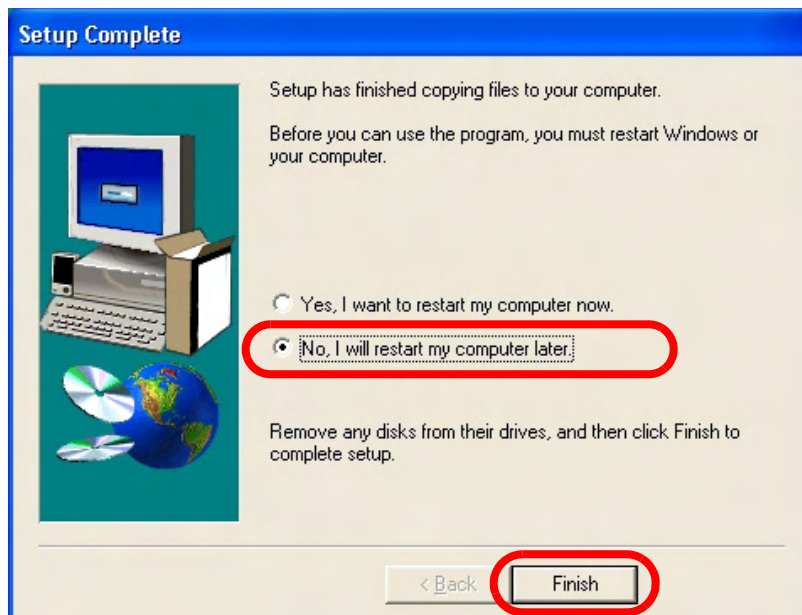 Setup Complete
Setup has finished copying files to your computer.
Before you can use the program, you must restart Windows or
your computer.
Yes, I want to restart my computer now.
No, I will restart my computer later.
Remove any disks from their drives, and then click Finish to
complete setup.
< Back
Finish